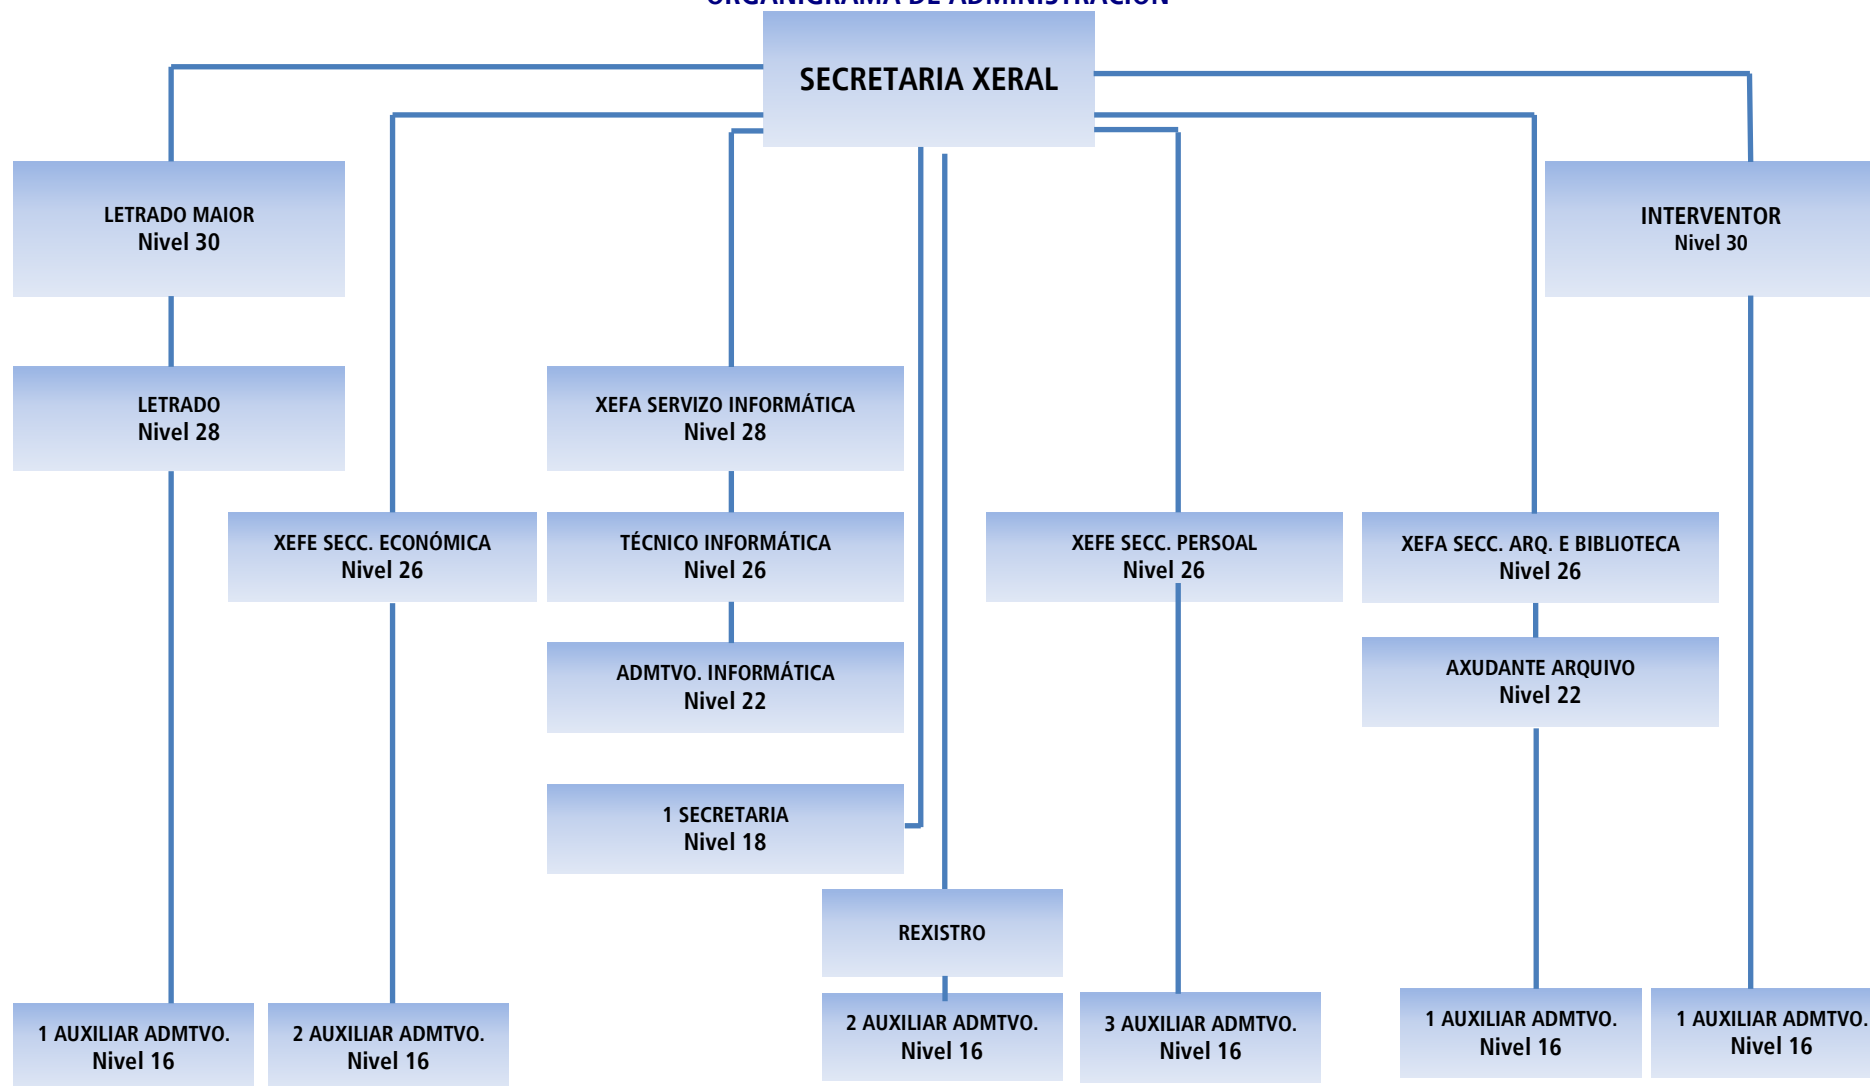 ORGANIGRAMA DE ADMINISTRACIÓN
SECRETARIA XERAL
LETRADO MAIOR
Nivel 30
INTERVENTOR
Nivel 30
LETRADO
Nivel 28
XEFA SERVIZO INFORMÁTICA
Nivel 28
XEFE SECC. ECONÓMICA
Nivel 26
TÉCNICO INFORMÁTICA
Nivel 26
XEFE SECC. PERSOAL
Nivel 26
XEFA SECC. ARQ. E BIBLIOTECA
Nivel 26
ADMTVO. INFORMÁTICA
Nivel 22
AXUDANTE ARQUIVO
Nivel 22
1 SECRETARIA
Nivel 18
REXISTRO
1 AUXILIAR ADMTVO.
Nivel 16
2 AUXILIAR ADMTVO.
Nivel 16
2 AUXILIAR ADMTVO.
Nivel 16
3 AUXILIAR ADMTVO.
Nivel 16
1 AUXILIAR ADMTVO.
Nivel 16
1 AUXILIAR ADMTVO.
Nivel 16